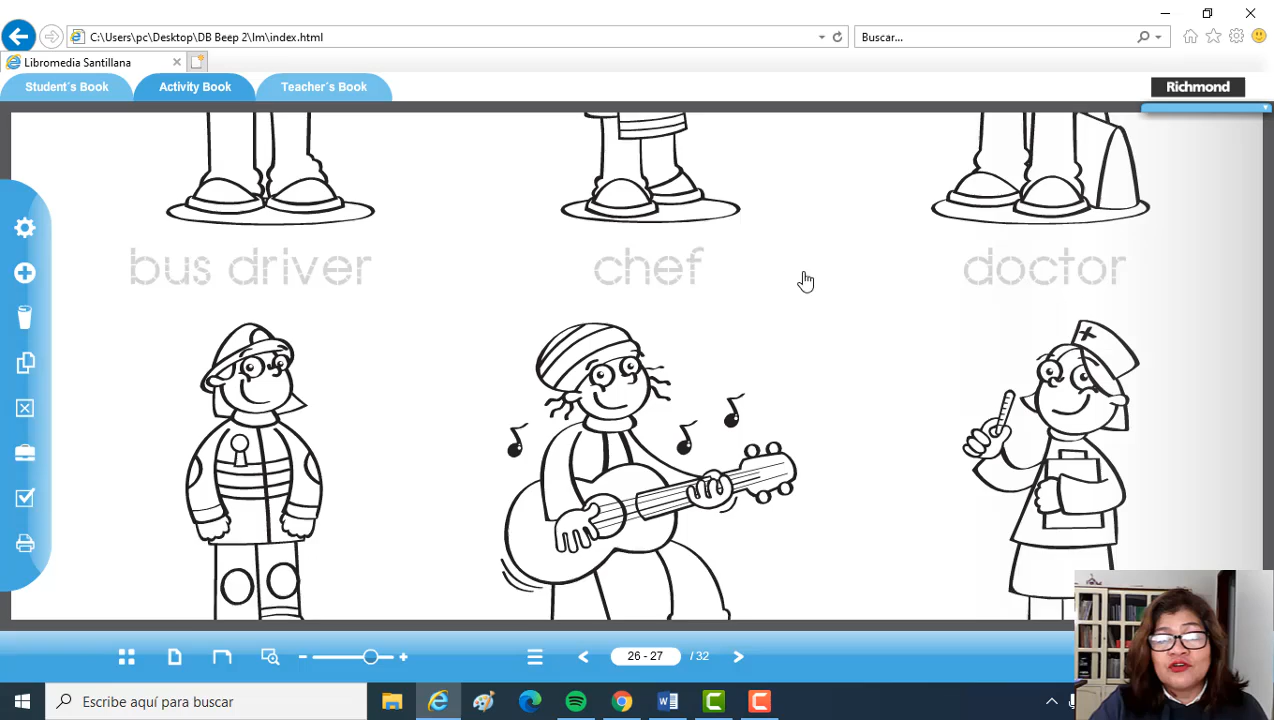 C:\Users\pc\Desktop\DB Beep 2\lm\index.html
Buscar...
Libromedia Santillana
Student´s Book
Activity Book
Teacher´s Book
Richmond
bus driver
chef
doctor
26 - 27
/ 32
Escribe aquí para buscar